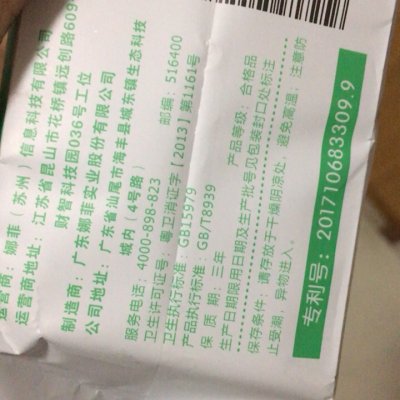 运营商：娜菲（苏州）信息科技有限公司
运营商地址：江苏省昆山市花桥镇远创路609
财智科技园036号工位
制造商：广东娜菲实业股份有限公司
公司地址：广东省汕尾市海丰县城东镇生态科技
城内（4号路）
服务电话：4000-898-823 邮编：516400
卫生许可证号：粤卫消证字［2013］第1161号
卫生执行标准：GB15979
产品执行标准：GB/T8939 产品等级：合格品
保质期：三年
生产日期限用日期及生产批号见包装封口处标注
保存条件：请存放于干燥阴凉处，避免高温；注意防
止受潮，异物进入。
专利号：201710683309.9